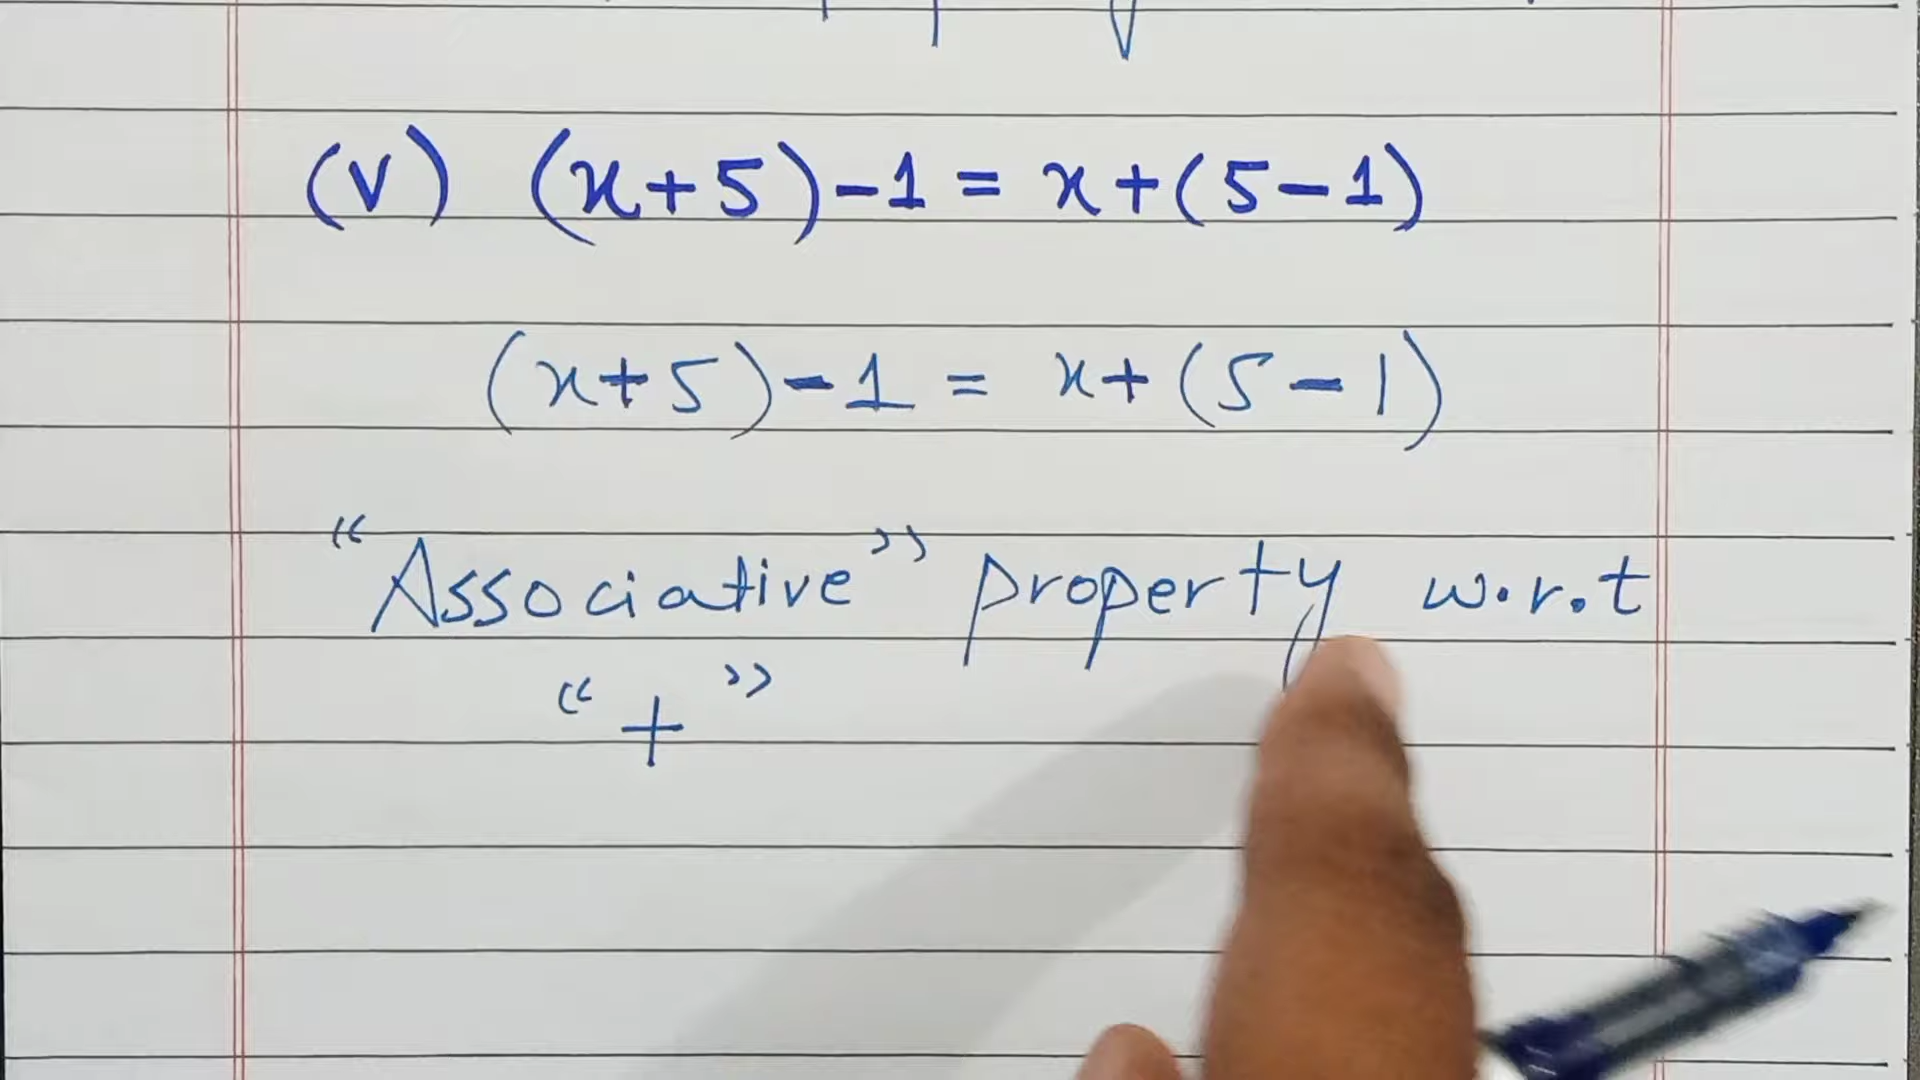 (V) (x+5)-1 = x+(5-1)
(x+5)-1 = x+(5-1)
"Associative" property w.r.t
"+"